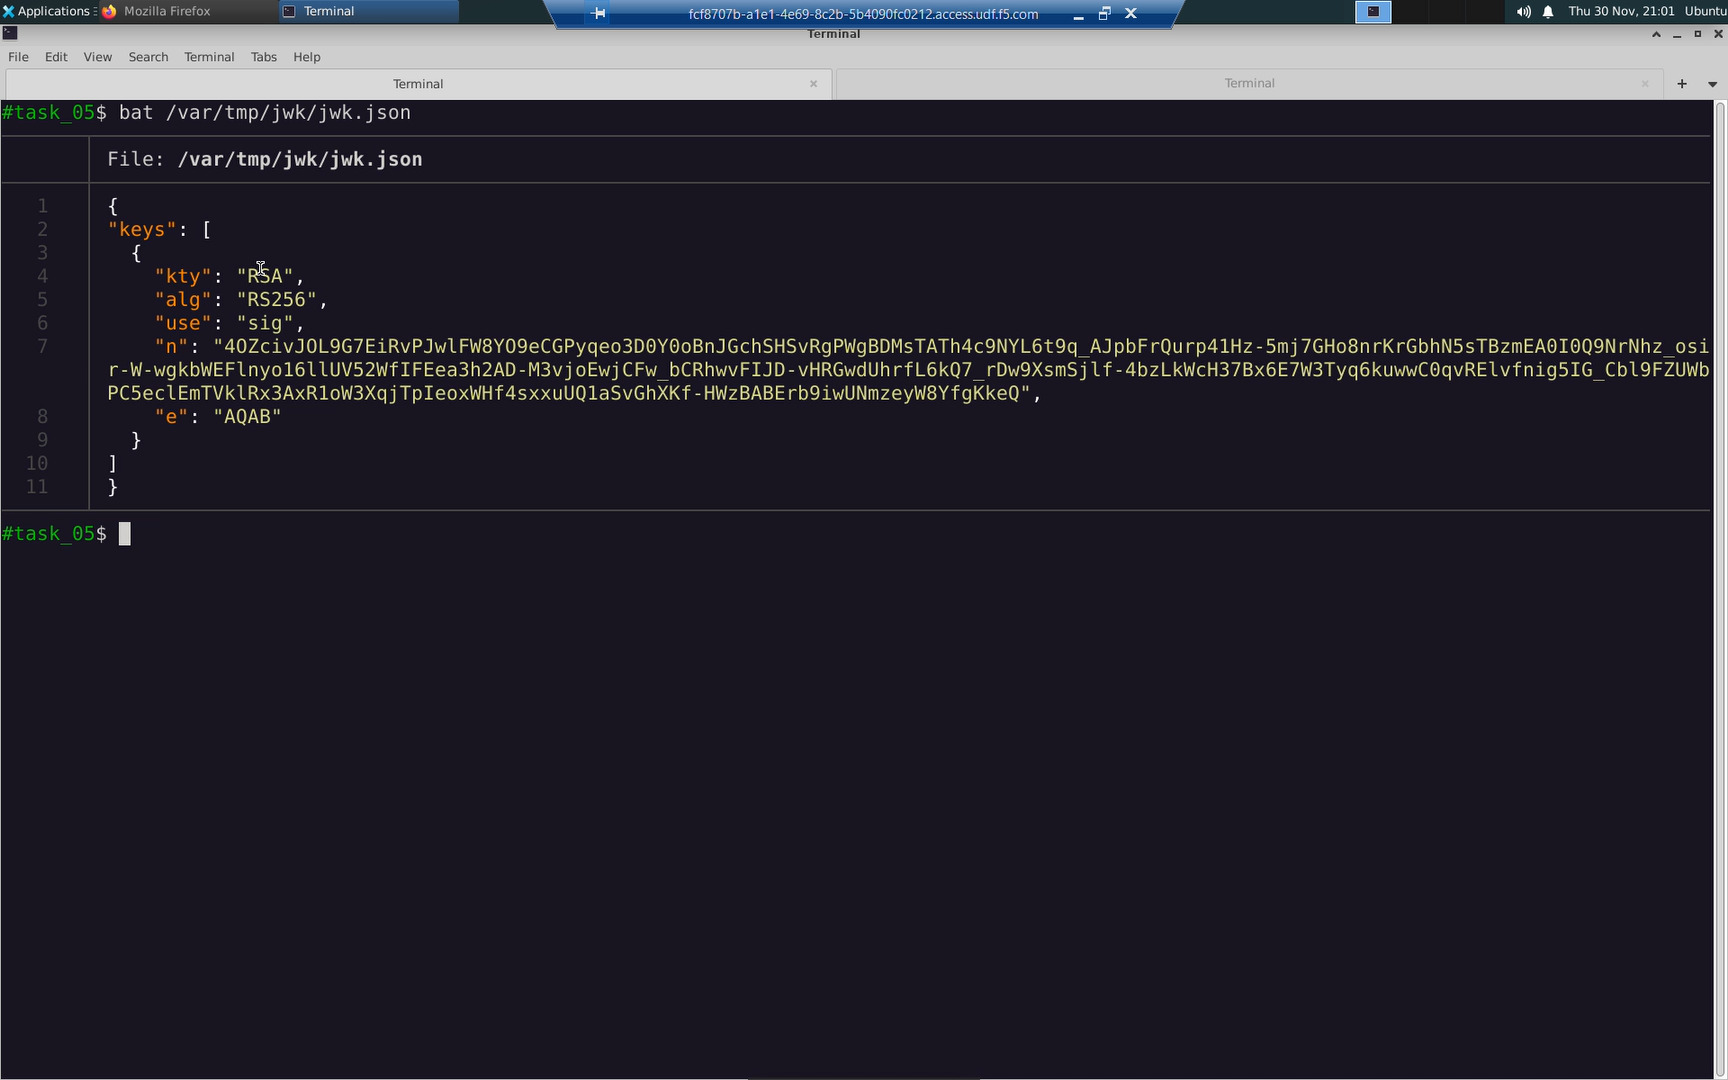 Applications
Mozilla Firefox
Terminal
fcf8707b-a1e1-4e69-8c2b-5b4090fc0212.access.udf.f5.com
Thu 30 Nov, 21:01
Ubuntu
Terminal
File Edit View Search Terminal Tabs Help
Terminal
Terminal
#task_05$ bat /var/tmp/jwk/jwk.json
File: /var/tmp/jwk/jwk.json
1 {
2 "keys": [
3 {
4 "kty": "RSA",
5 "alg": "RS256",
6 "use": "sig",
7 "n": "4OZcivJOL9G7EiRvPJwlFW8YO9eCGPyqeo3D0Y0oBnJGchSHSvRgPWgBDMsTATh4c9NYL6t9q_AJpbFrQurp41Hz-5mj7GHo8nrKrGbhN5sTBzmEA0I0Q9NrNhz_osi
r-W-wgkbWEFlnyo16llUV52WfIFEea3h2AD-M3vjoEwjCFw_bCRhwvFIJD-vHRGwdUhrfL6kQ7_rDw9XsmSjlf-4bzLkWcH37Bx6E7W3Tyq6kuwwC0qvRElvfnig5IG_Cbl9FZUWb
PC5eclEmTVklRx3AxR1oW3XqjTpIeoxWHf4sxxuUQ1aSvGhXKf-HWzBABErb9iwUNmzeyW8YfgKkeQ",
8 "e": "AQAB"
9 }
10 ]
11 }
#task_05$